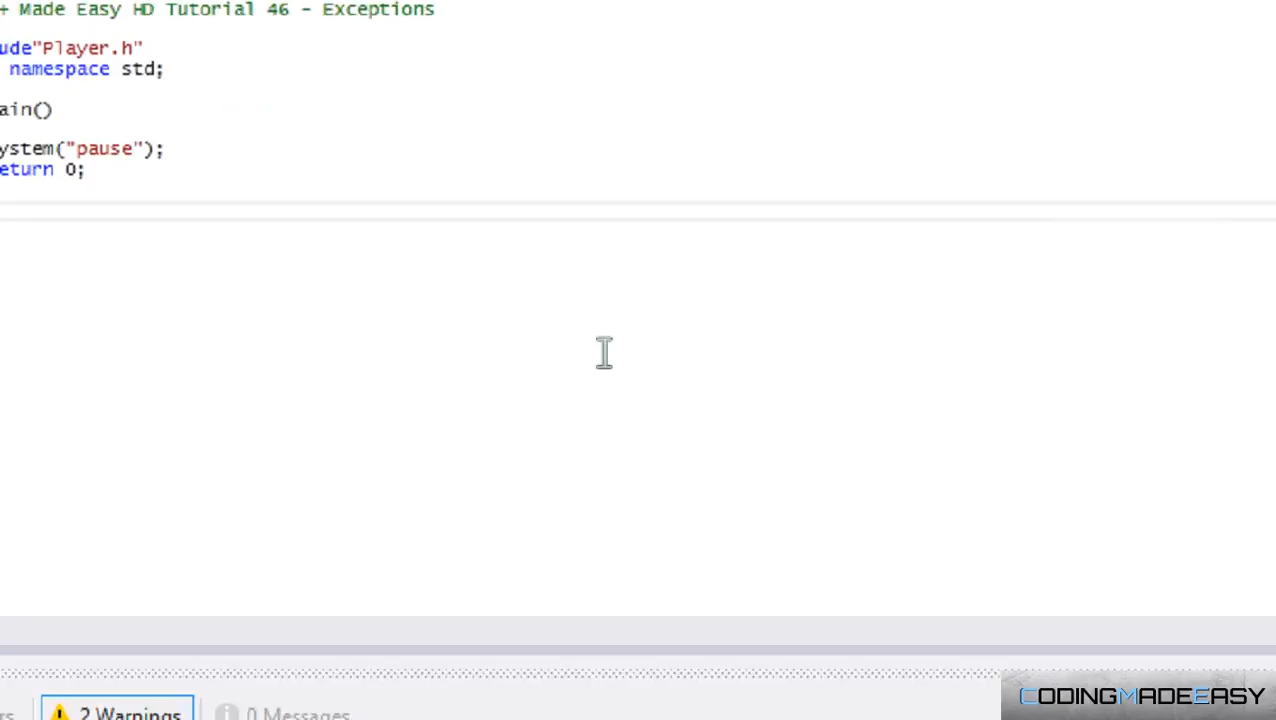 + Made Easy HD Tutorial 46 - Exceptions
ude"Player.h"
namespace std;
ain()
ystem("pause");
eturn 0;
rs
2 Warnings
0 Messages
CODINGMADEEASY